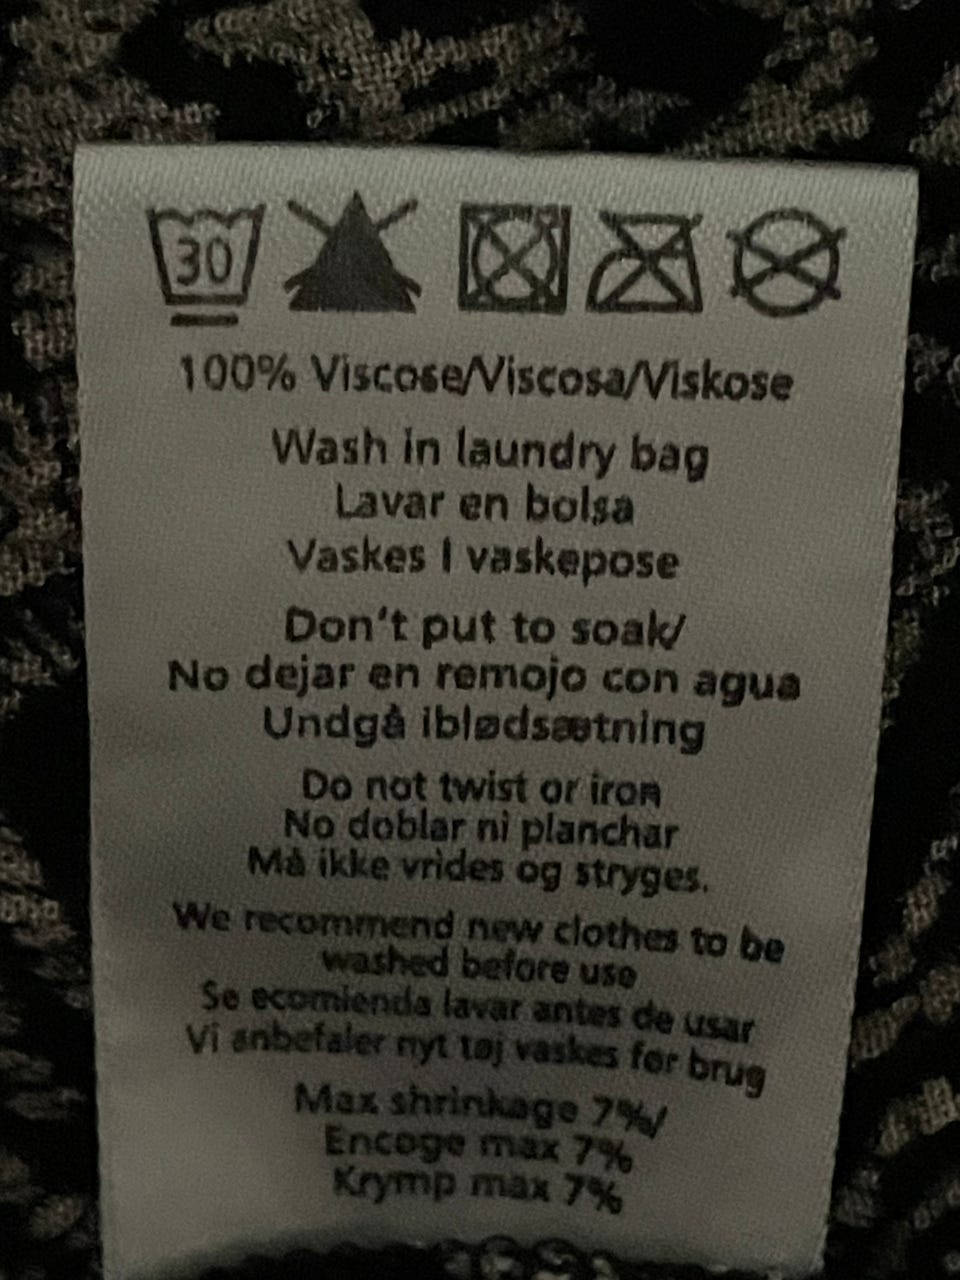 30
100% Viscose/Viscosa/Viskose
Wash in laundry bag
Lavar en bolsa
Vaskes I vaskepose
Don't put to soak/
No dejar en remojo con agua
Undgå iblødsætning
Do not twist or iron
No doblar ni planchar
Må ikke vrides og stryges.
We recommend new clothes to be
washed before use
Se ecomienda lavar antes de usar
Vi anbefaler nyt tøj vaskes før brug
Max shrinkage 7%/
Encoge max 7%
Krymp max 7%